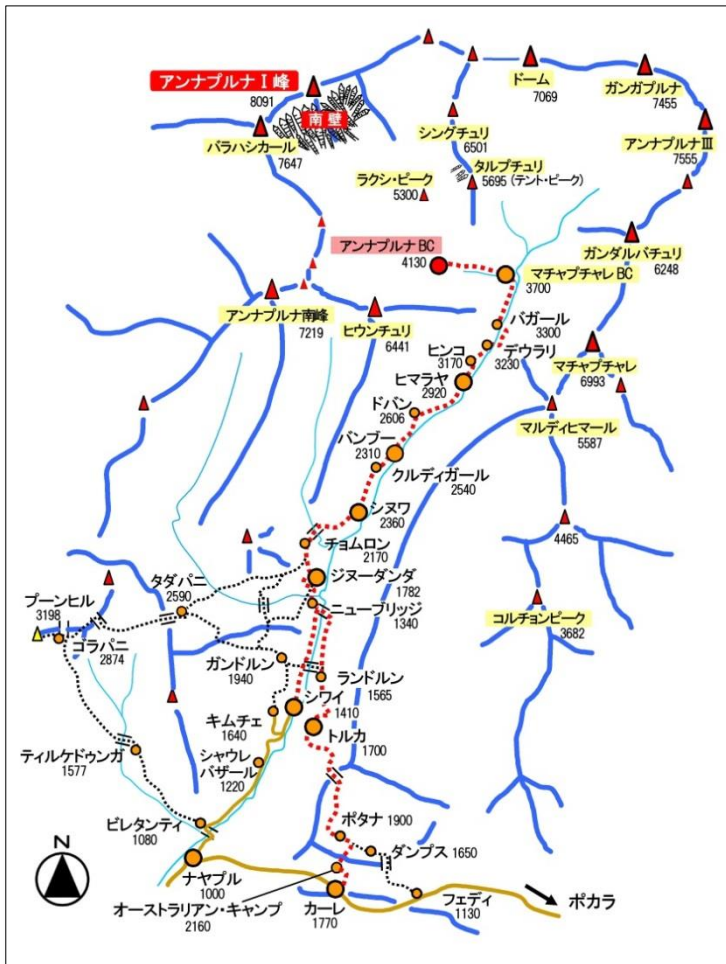 アンナプルナⅠ峰
8091
南壁
バラハシカール
7647
ドーム
7069
ガンガプルナ
7455
アンナプルナⅢ
7555
シングチュリ
6501
タルプチュリ
5695(テント・ピーク)
ラクシ・ピーク
5300
アンナプルナBC
4130
マチャプチャレBC
3700
ガンダルバチュリ
6248
アンナプルナ南峰
7219
ヒウンチュリ
6441
バガール
3300
デウラリ
3230
ヒンコ
3170
ヒマラヤ
2920
マチャプチャレ
6993
ドバン
2606
マルディヒマール
5587
バンブー
2310
クルディガール
2540
シヌワ
2360
チョムロン
2170
4465
ジヌーダンダ
1782
タダパニ
2590
プーンヒル
3198
ゴラパニ
2874
ニューブリッジ
1340
コルチョンピーク
3682
ガンドルン
1940
ランドルン
1565
シワイ
1410
キムチェ
1640
トルカ
1700
ティルケドゥンガ
1577
シャウレ
バザール
1220
ビレタンティ
1080
ポタナ 1900
ダンプス 1650
N
ナヤプル
1000
オーストラリアン・キャンプ
2160
カーレ
1770
フェディ
1130
ポカラ